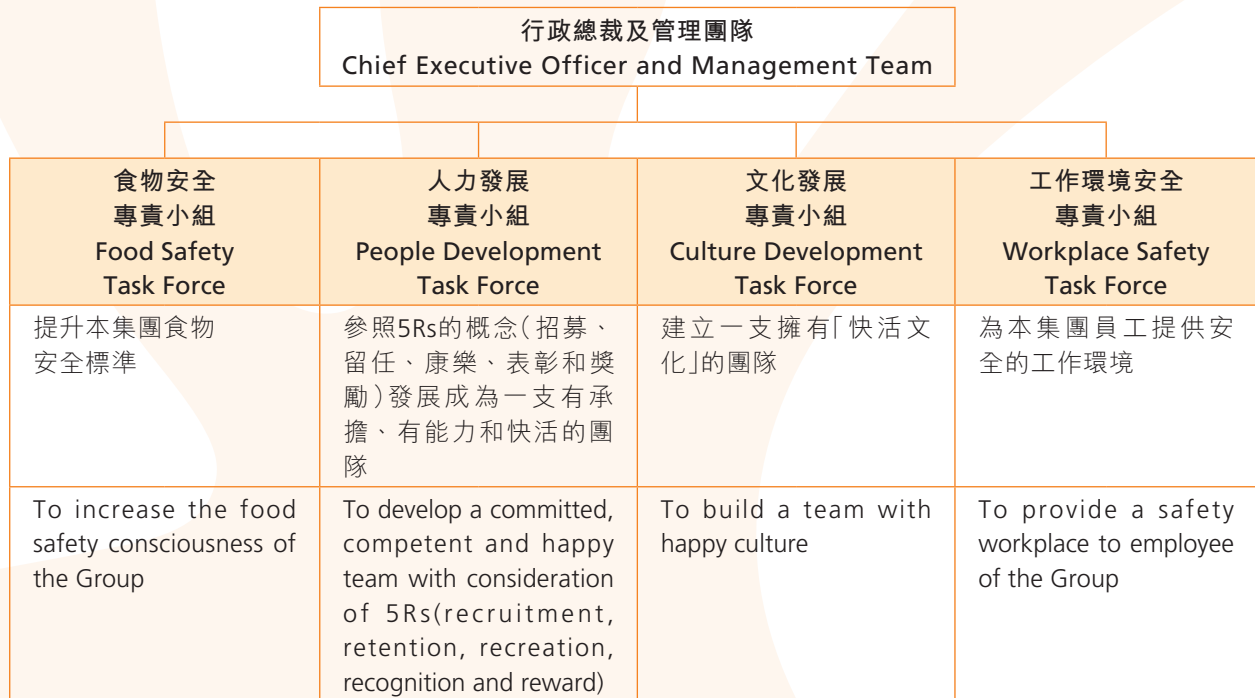 行政總裁及管理團隊
Chief Executive Officer and Management Team
食物安全
專責小組
Food Safety
Task Force
人力發展
專責小組
People Development
Task Force
文化發展
專責小組
Culture Development
Task Force
工作環境安全
專責小組
Workplace Safety
Task Force
提升本集團食物
安全標準
參照5Rs的概念(招募、
留任、康樂、表彰和獎
勵)發展成為一支有承
擔、有能力和快活的團
隊
建立一支擁有「快活文
化」的團隊
為本集團員工提供安
全的工作環境
To increase the food
safety consciousness of
the Group
To develop a committed,
competent and happy
team with consideration
of 5Rs(recruitment,
retention, recreation,
recognition and reward)
To build a team with
happy culture
To provide a safety
workplace to employee
of the Group